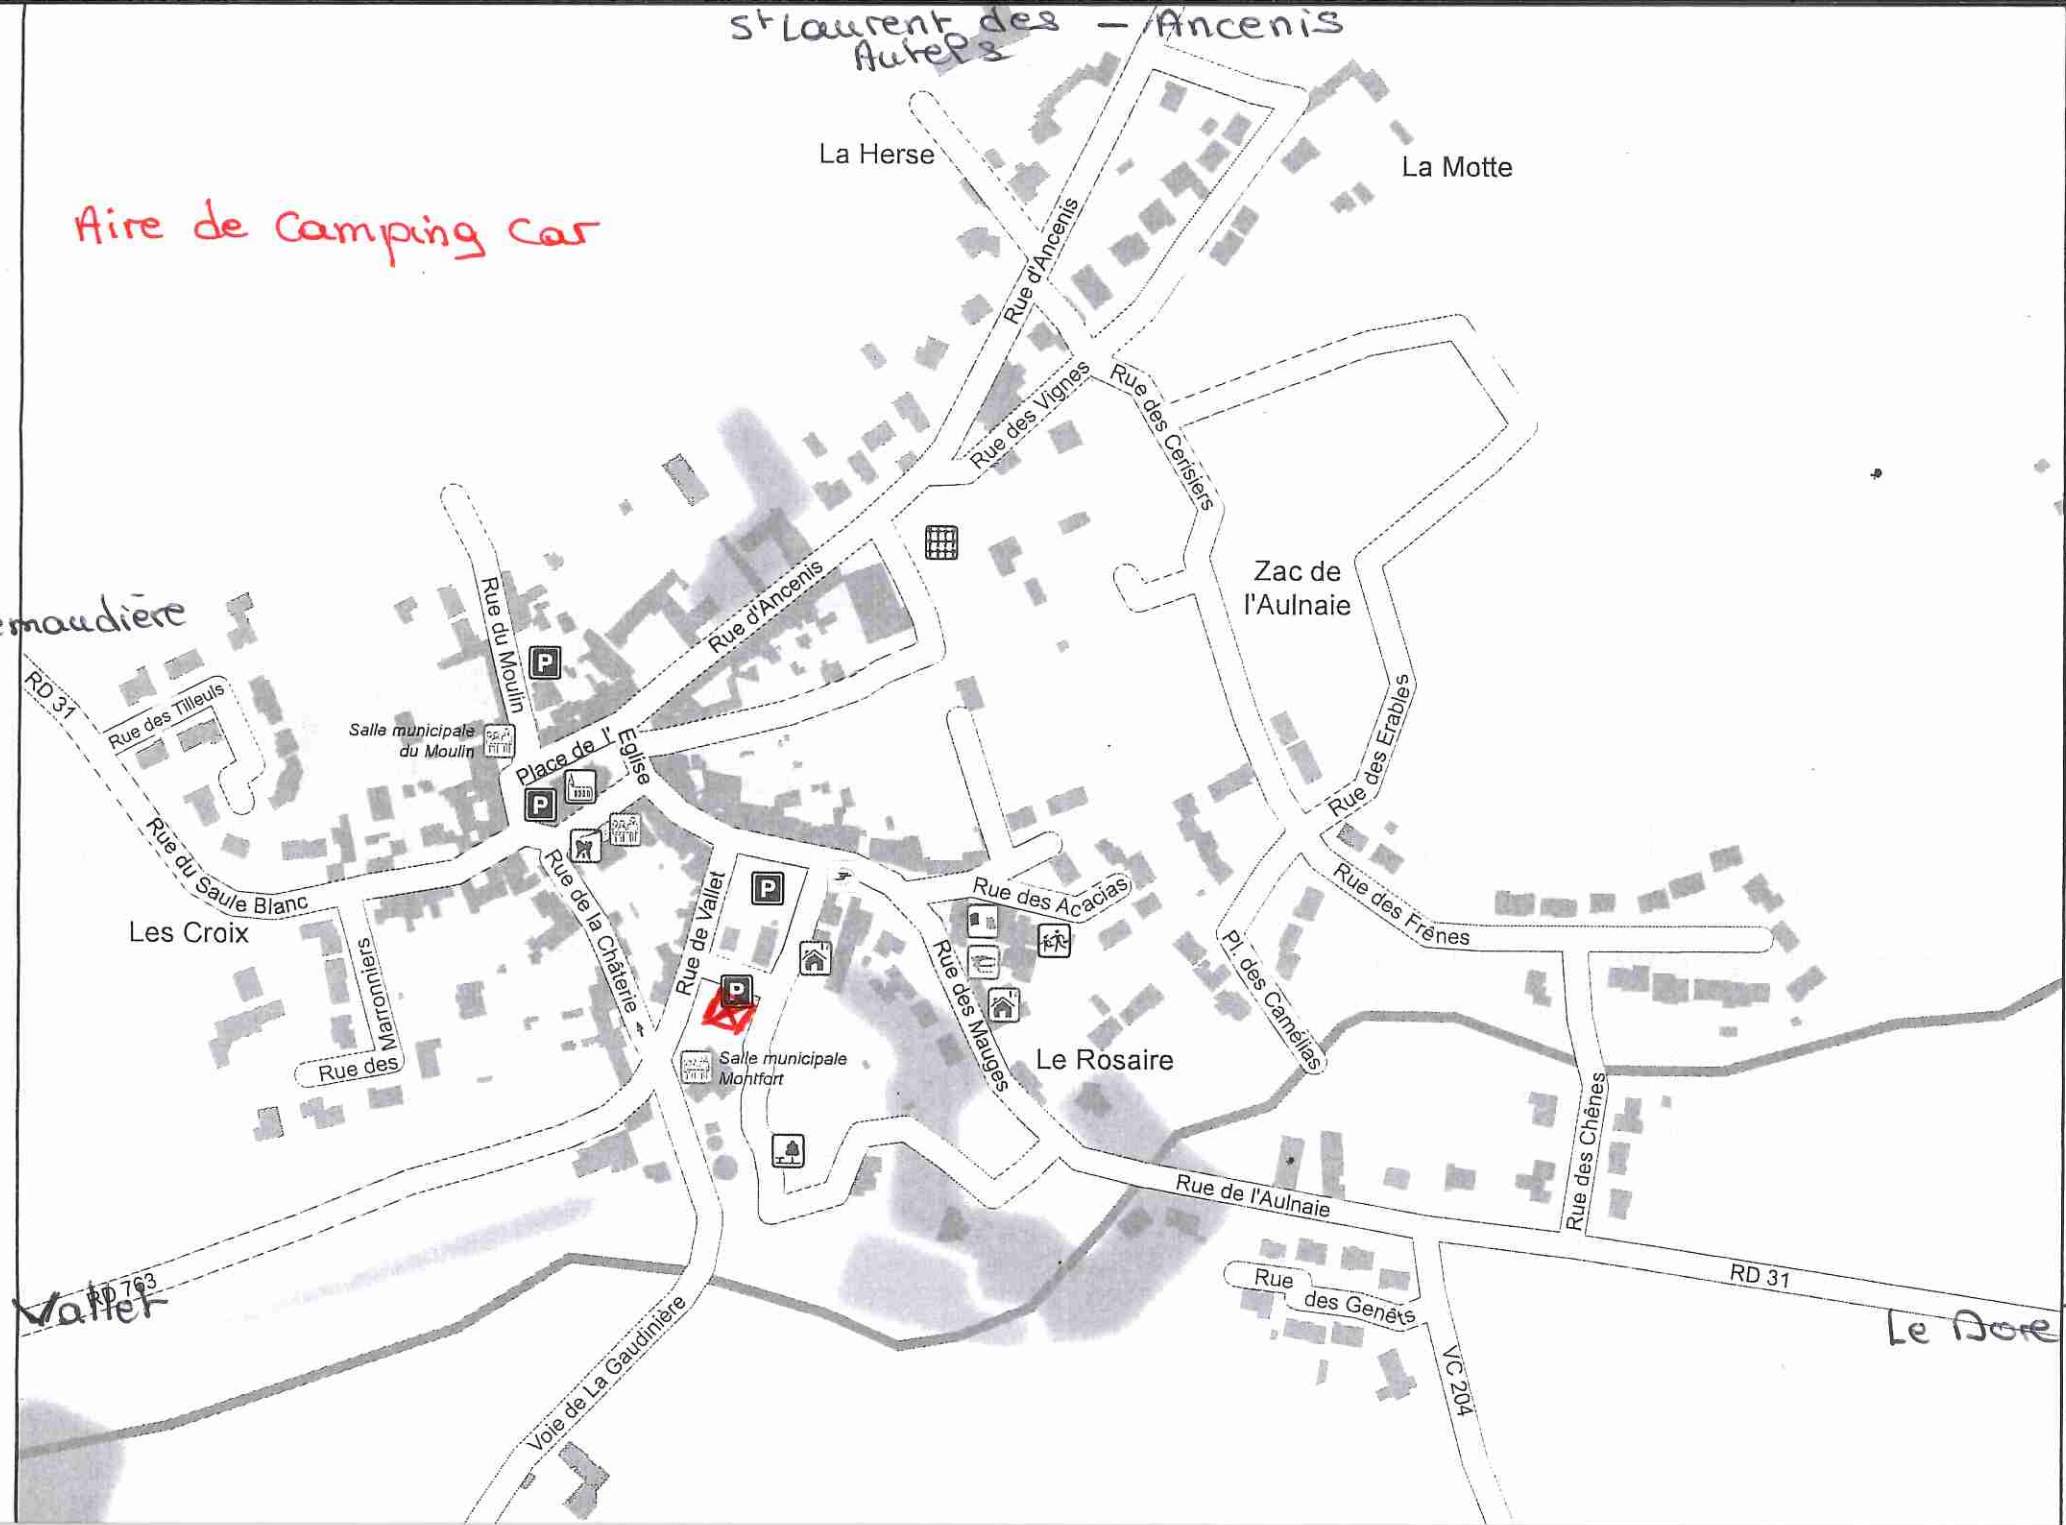 St Laurent des - Ancenis
Autels
La Herse
La Motte
Aire de Camping Car
Rue d'Ancenis
Rue des Vignes
Rue des Cerisiers
Zac de
l'Aulnaie
Rue du Moulin
P
Rue d'Ancenis
RD 31
Rue des Tilleuls
Salle municipale
du Moulin
Place de l'
Eglise
P
Rue des Erables
Rue du Saule Blanc
Les Croix
Rue des
Marronniers
Rue de la Châterie
Rue de Vallet
P
P
Rue des Acacias
Rue des Frênes
Pl. des Camélias
Rue des Mauges
Salle municipale
Montfort
Le Rosaire
Rue des Chênes
Rue de l'Aulnaie
RD 763
Vallet
RD 31
Rue
des Genêts
Voie de La Gaudinière
VC 204
Le Dore